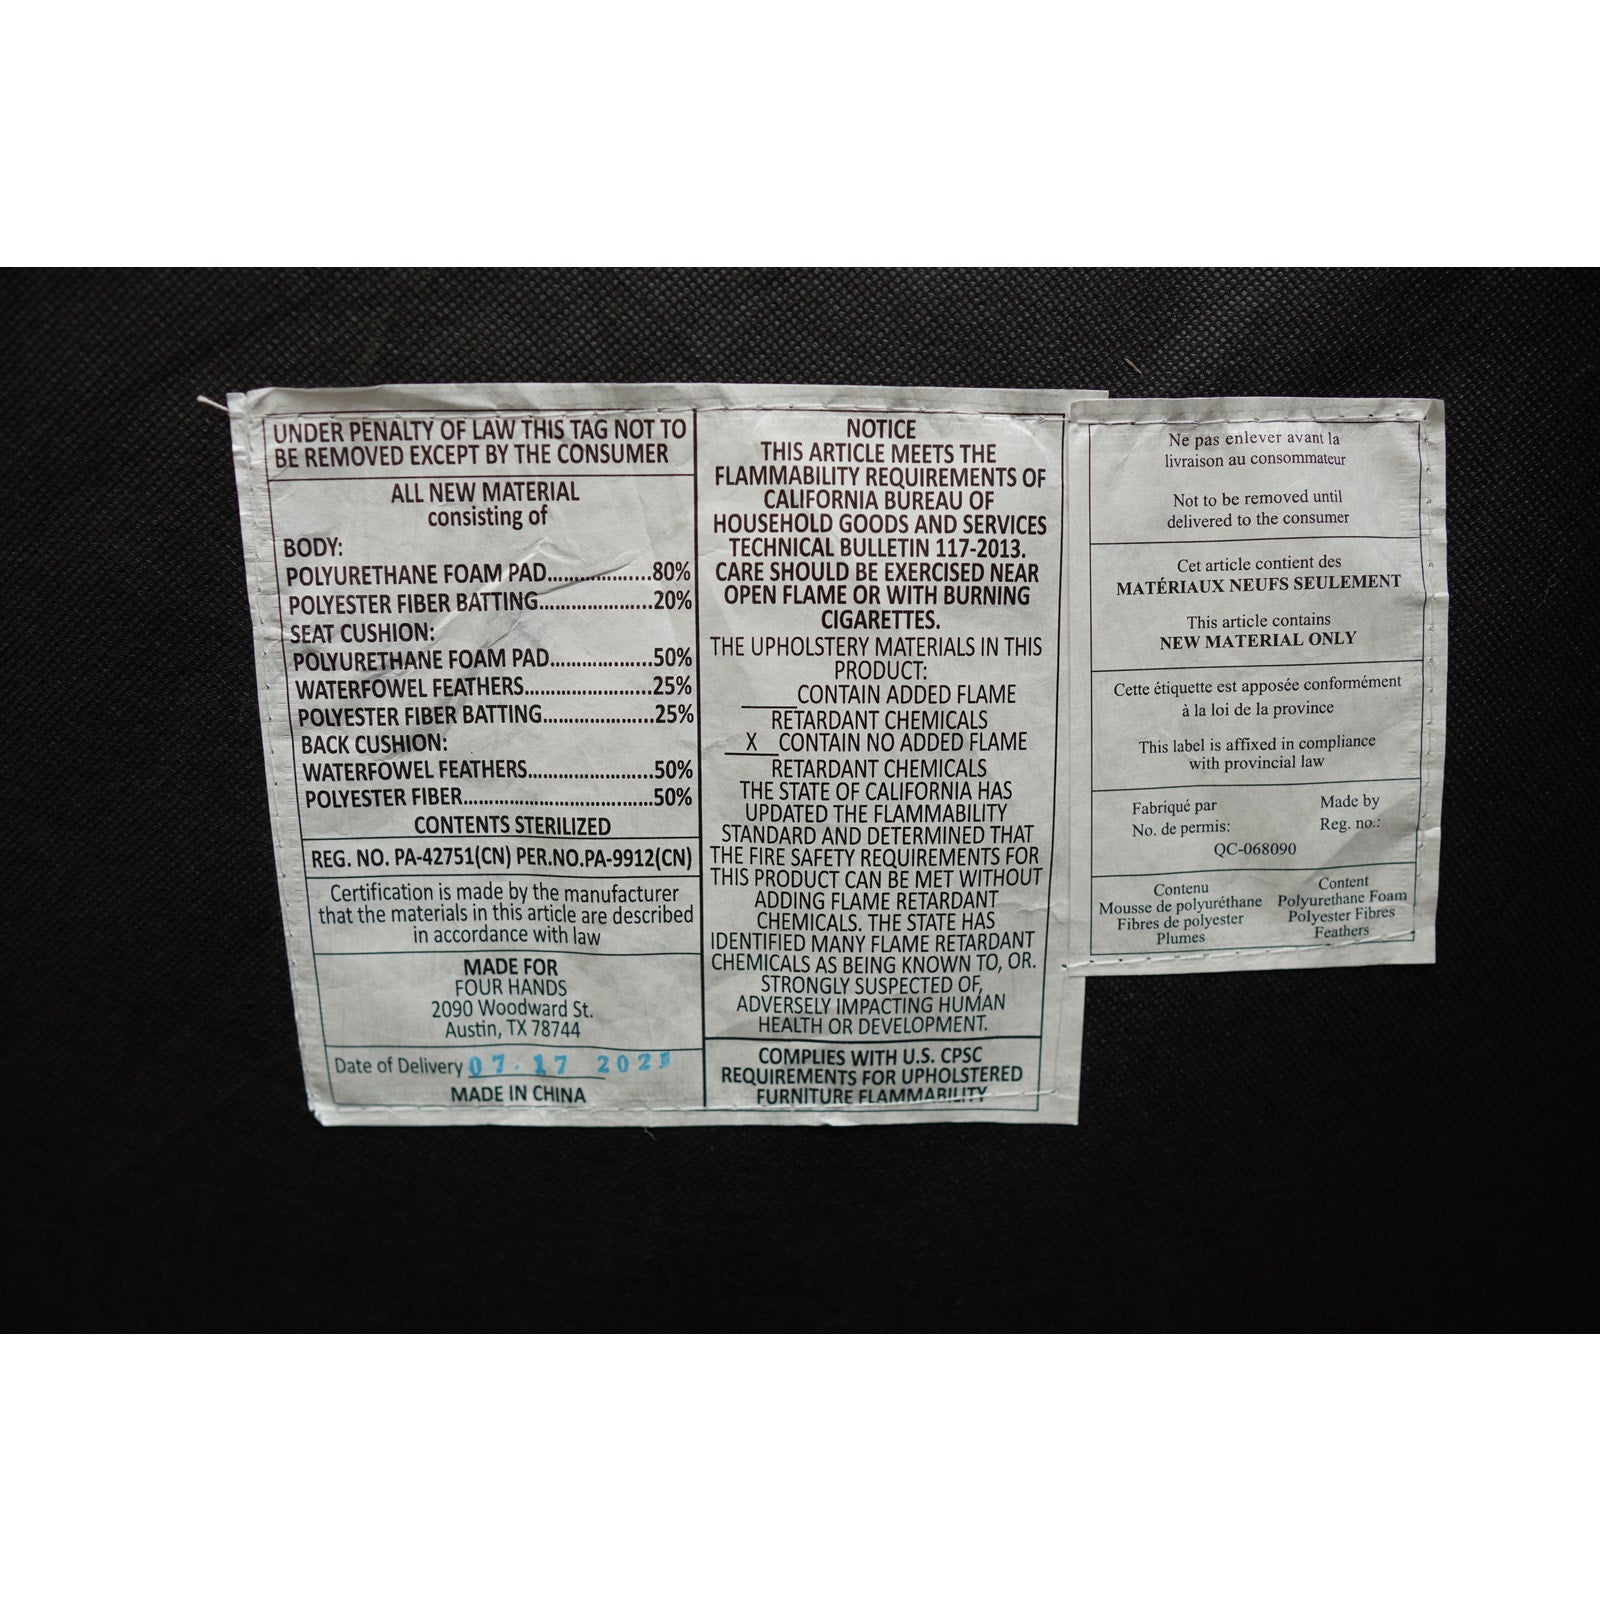 UNDER PENALTY OF LAW THIS TAG NOT TO
BE REMOVED EXCEPT BY THE CONSUMER
ALL NEW MATERIAL
consisting of
BODY:
POLYURETHANE FOAM PAD....................80%
POLYESTER FIBER BATTING......................20%
SEAT CUSHION:
POLYURETHANE FOAM PAD....................50%
WATERFOWEL FEATHERS.........................25%
POLYESTER FIBER BATTING......................25%
BACK CUSHION:
WATERFOWEL FEATHERS.........................50%
POLYESTER FIBER......................................50%
CONTENTS STERILIZED
REG. NO. PA-42751(CN) PER.NO.PA-9912(CN)
Certification is made by the manufacturer
that the materials in this article are described
in accordance with law
MADE FOR
FOUR HANDS
2090 Woodward St.
Austin, TX 78744
Date of Delivery 07.17 2021
MADE IN CHINA
NOTICE
THIS ARTICLE MEETS THE
FLAMMABILITY REQUIREMENTS OF
CALIFORNIA BUREAU OF
HOUSEHOLD GOODS AND SERVICES
TECHNICAL BULLETIN 117-2013.
CARE SHOULD BE EXERCISED NEAR
OPEN FLAME OR WITH BURNING
CIGARETTES.
THE UPHOLSTERY MATERIALS IN THIS
PRODUCT:
_____CONTAIN ADDED FLAME
RETARDANT CHEMICALS
__X__CONTAIN NO ADDED FLAME
RETARDANT CHEMICALS
THE STATE OF CALIFORNIA HAS
UPDATED THE FLAMMABILITY
STANDARD AND DETERMINED THAT
THE FIRE SAFETY REQUIREMENTS FOR
THIS PRODUCT CAN BE MET WITHOUT
ADDING FLAME RETARDANT
CHEMICALS. THE STATE HAS
IDENTIFIED MANY FLAME RETARDANT
CHEMICALS AS BEING KNOWN TO, OR.
STRONGLY SUSPECTED OF,
ADVERSELY IMPACTING HUMAN
HEALTH OR DEVELOPMENT.
COMPLIES WITH U.S. CPSC
REQUIREMENTS FOR UPHOLSTERED
FURNITURE FLAMMABILITY
Ne pas enlever avant la
livraison au consommateur
Not to be removed until
delivered to the consumer
Cet article contient des
MATÉRIAUX NEUFS SEULEMENT
This article contains
NEW MATERIAL ONLY
Cette étiquette est apposée conformément
à la loi de la province
This label is affixed in compliance
with provincial law
Fabriqué par Made by
No. de permis: Reg. no.:
QC-068090
Contenu Content
Mousse de polyuréthane Polyurethane Foam
Fibres de polyester Polyester Fibres
Plumes Feathers